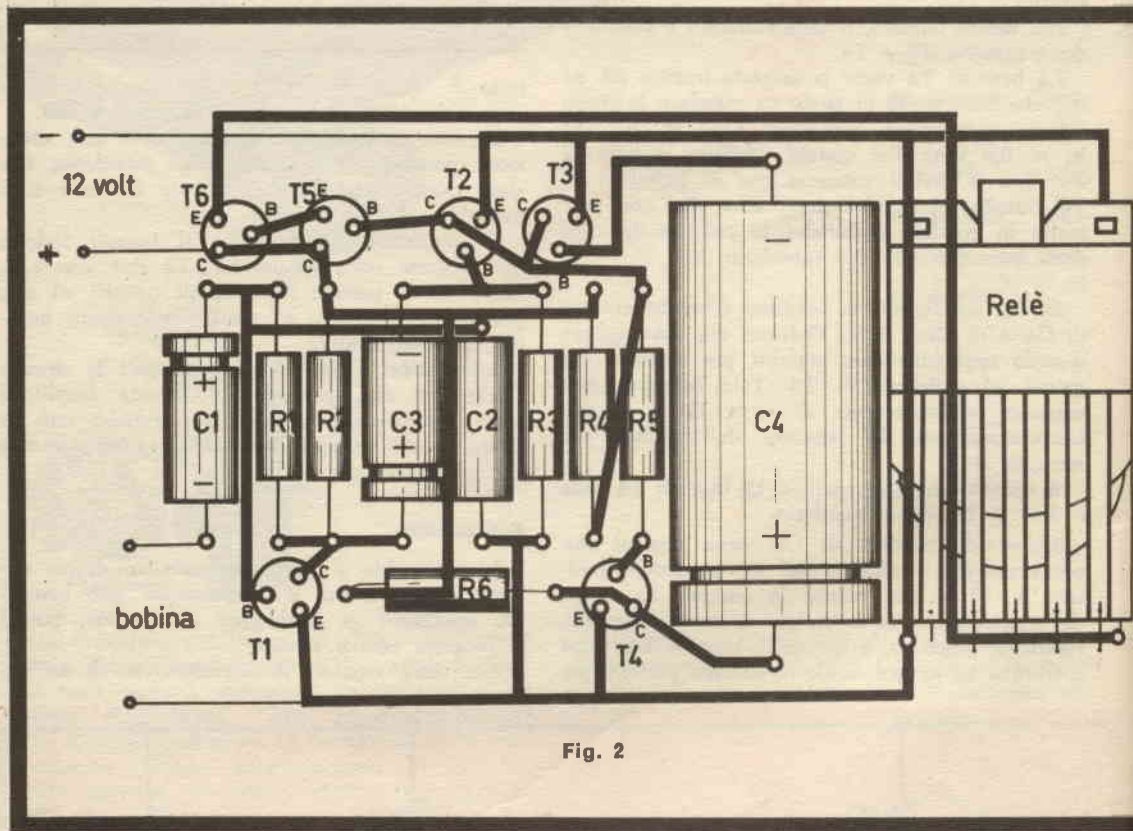 -
12 volt
+
T6
T5
T2
T3
E
B
C
E
B
C
C
E
B
C
E
B
-
Relè
C1
+
-
R1
R2
C3
-
+
C2
R3
R4
R5
C4
+
bobina
B
C
E
T1
R6
B
E
C
T4
Fig. 2